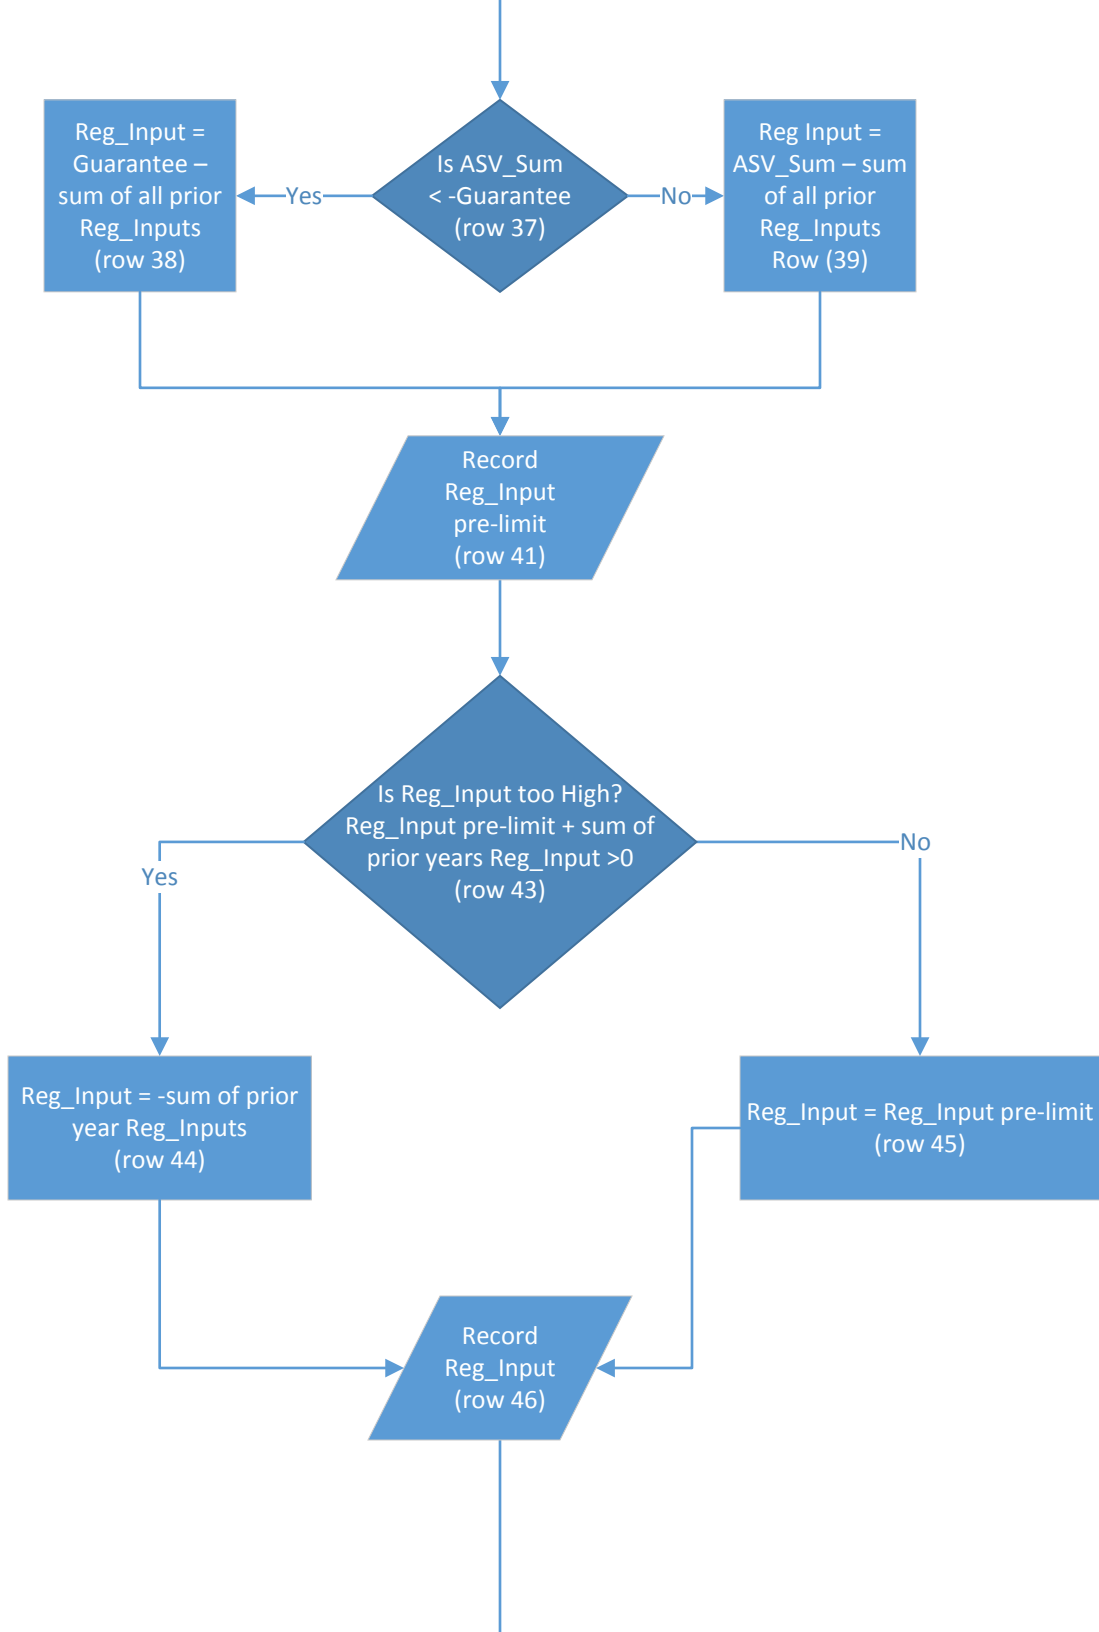 Reg_Input =
Guarantee –
sum of all prior
Reg_Inputs
(row 38)
Yes
Is ASV_Sum
< -Guarantee
(row 37)
No
Reg Input =
ASV_Sum – sum
of all prior
Reg_Inputs
Row (39)
Record
Reg_Input
pre-limit
(row 41)
Is Reg_Input too High?
Reg_Input pre-limit + sum of
prior years Reg_Input >0
(row 43)
Yes
No
Reg_Input = -sum of prior
year Reg_Inputs
(row 44)
Reg_Input = Reg_Input pre-limit
(row 45)
Record
Reg_Input
(row 46)